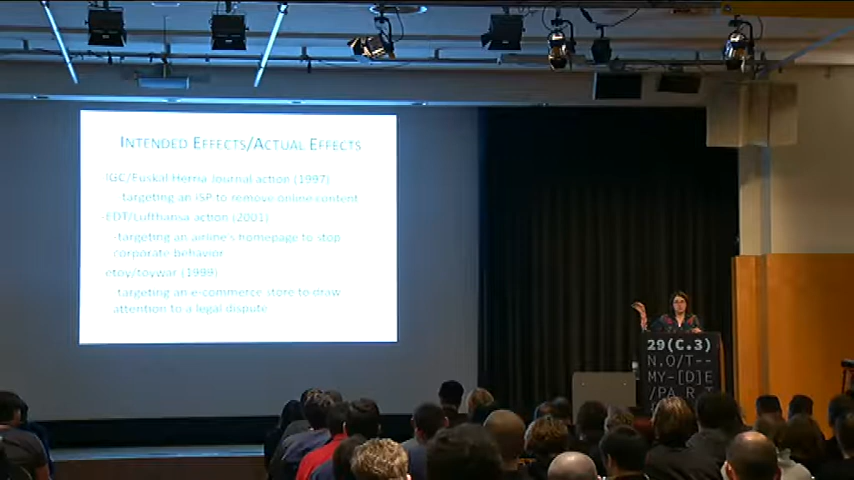 INTENDED EFFECTS/ACTUAL EFFECTS
IGC/Euskal Herria Journal action (1997)
targeting an ISP to remove online content
-EDT/Lufthansa action (2001)
-targeting an airline's homepage to stop
corporate behavior
etoy/toywar (1999)
targeting an e-commerce store to draw
attention to a legal dispute
29(C.3)
N.O/T--
MY-[D]E
/PA R T